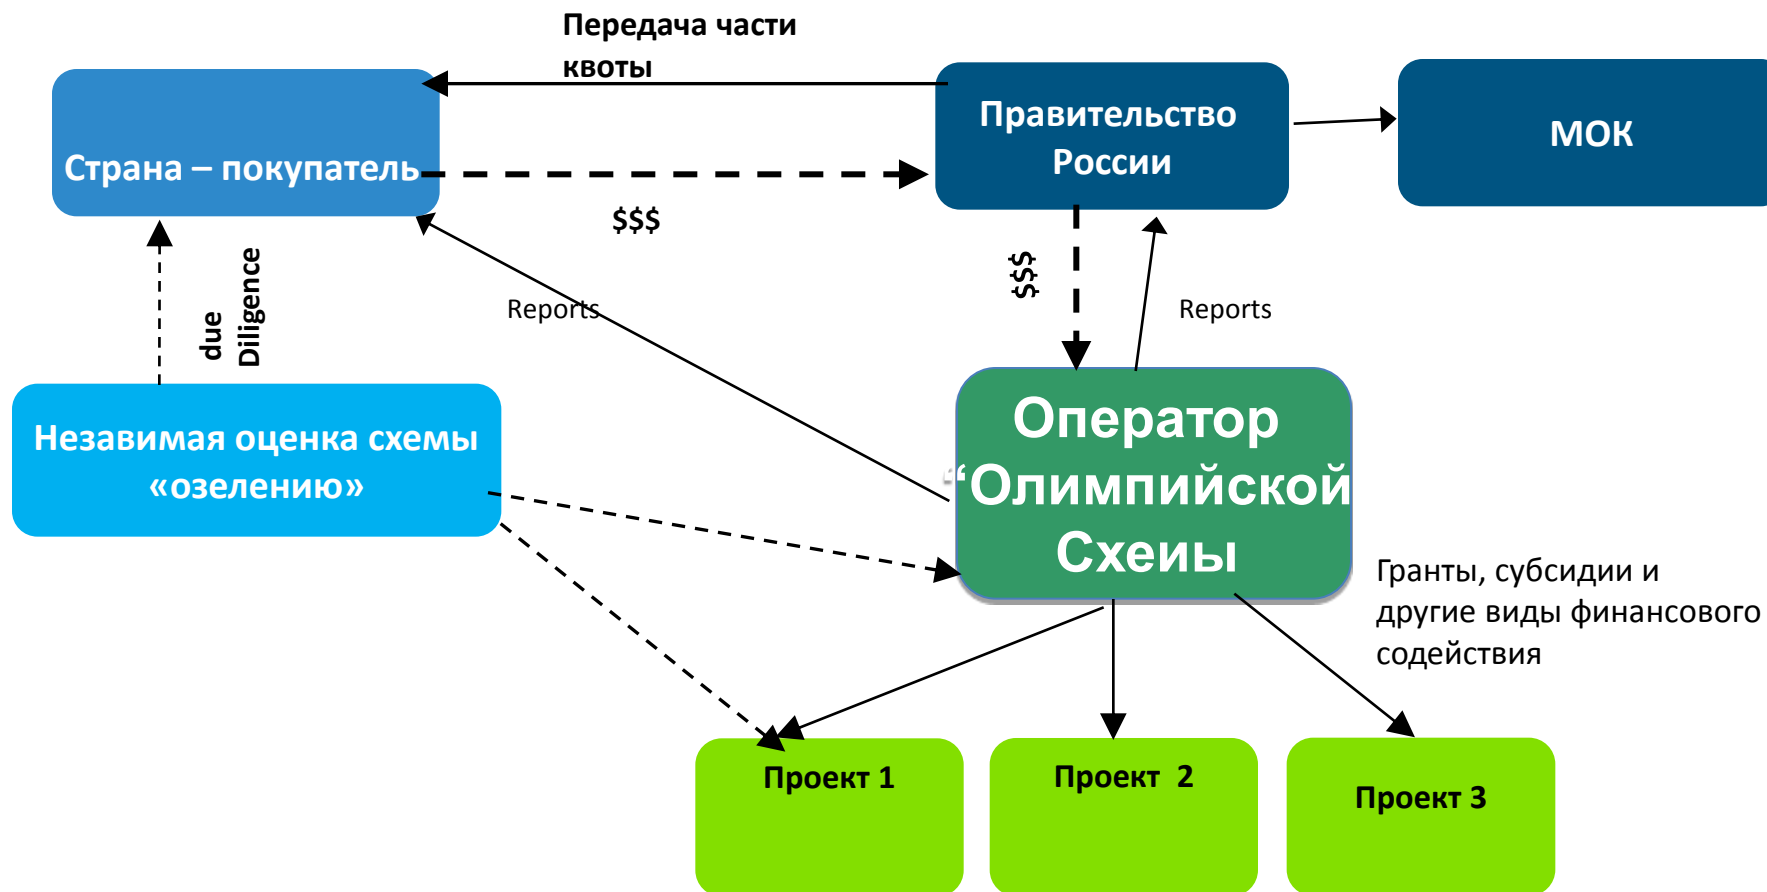 Передача части
квоты
Страна – покупатель
Правительство
России
МОК
$$$
$$$
due
Diligence
Reports
Reports
Незавимая оценка схемы
«озелению»
Оператор
“Олимпийской
Схеиы
Гранты, субсидии и
другие виды финансового
содействия
Проект 1
Проект 2
Проект 3